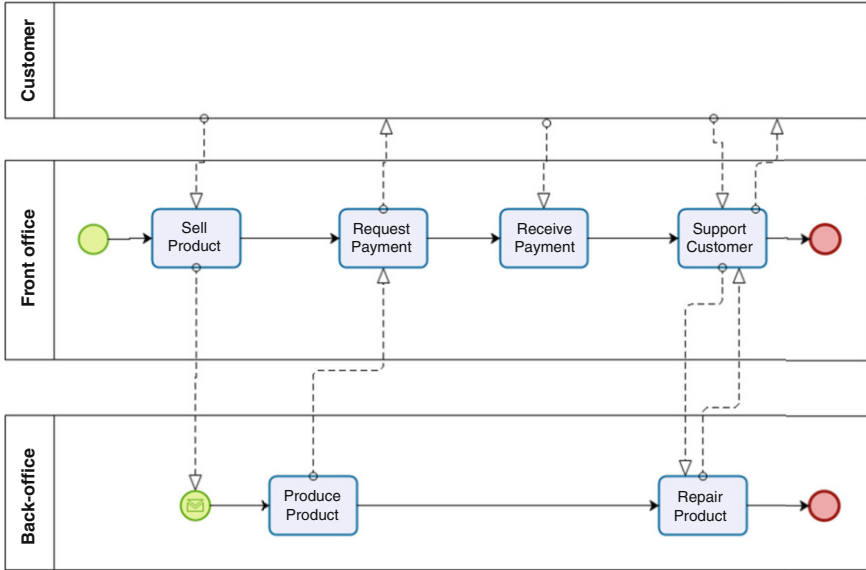 Customer
Front office
Sell
Product
Request
Payment
Receive
Payment
Support
Customer
Back-office
Produce
Product
Repair
Product